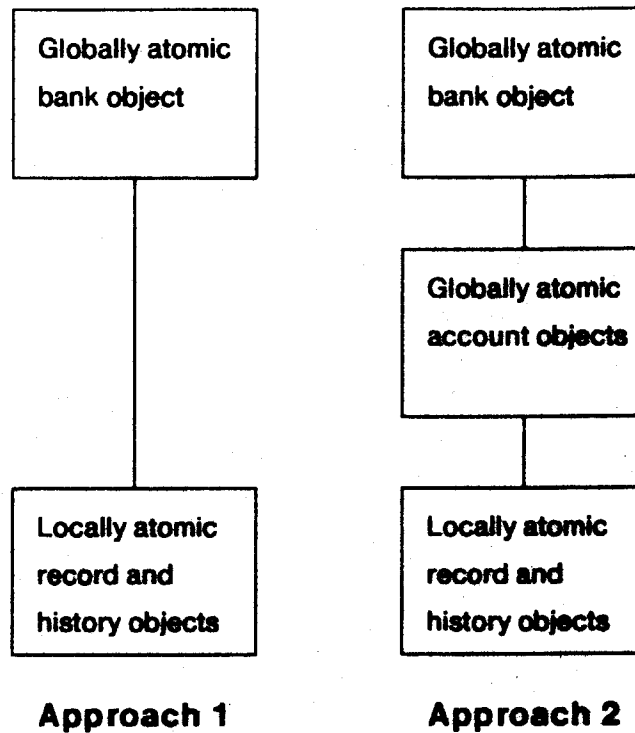 Globally atomic
bank object
Locally atomic
record and
history objects
Approach 1
Globally atomic
bank object
Globally atomic
account objects
Locally atomic
record and
history objects
Approach 2